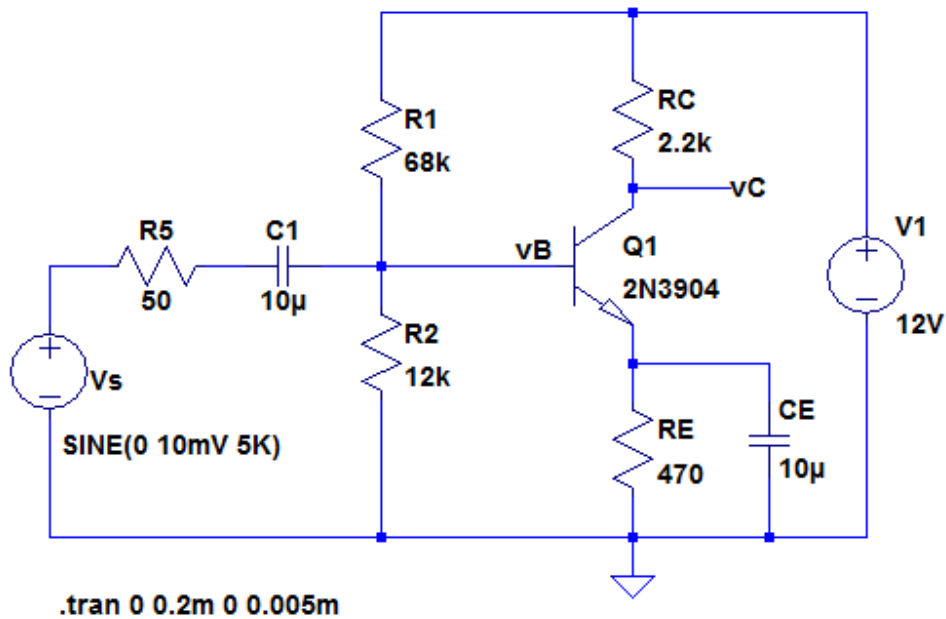 RC
2.2k
R1
68k
vC
V1
12V
R5
50
C1
10µ
vB
Q1
2N3904
R2
12k
Vs
SINE(0 10mV 5K)
RE
470
CE
10µ
.tran 0 0.2m 0 0.005m